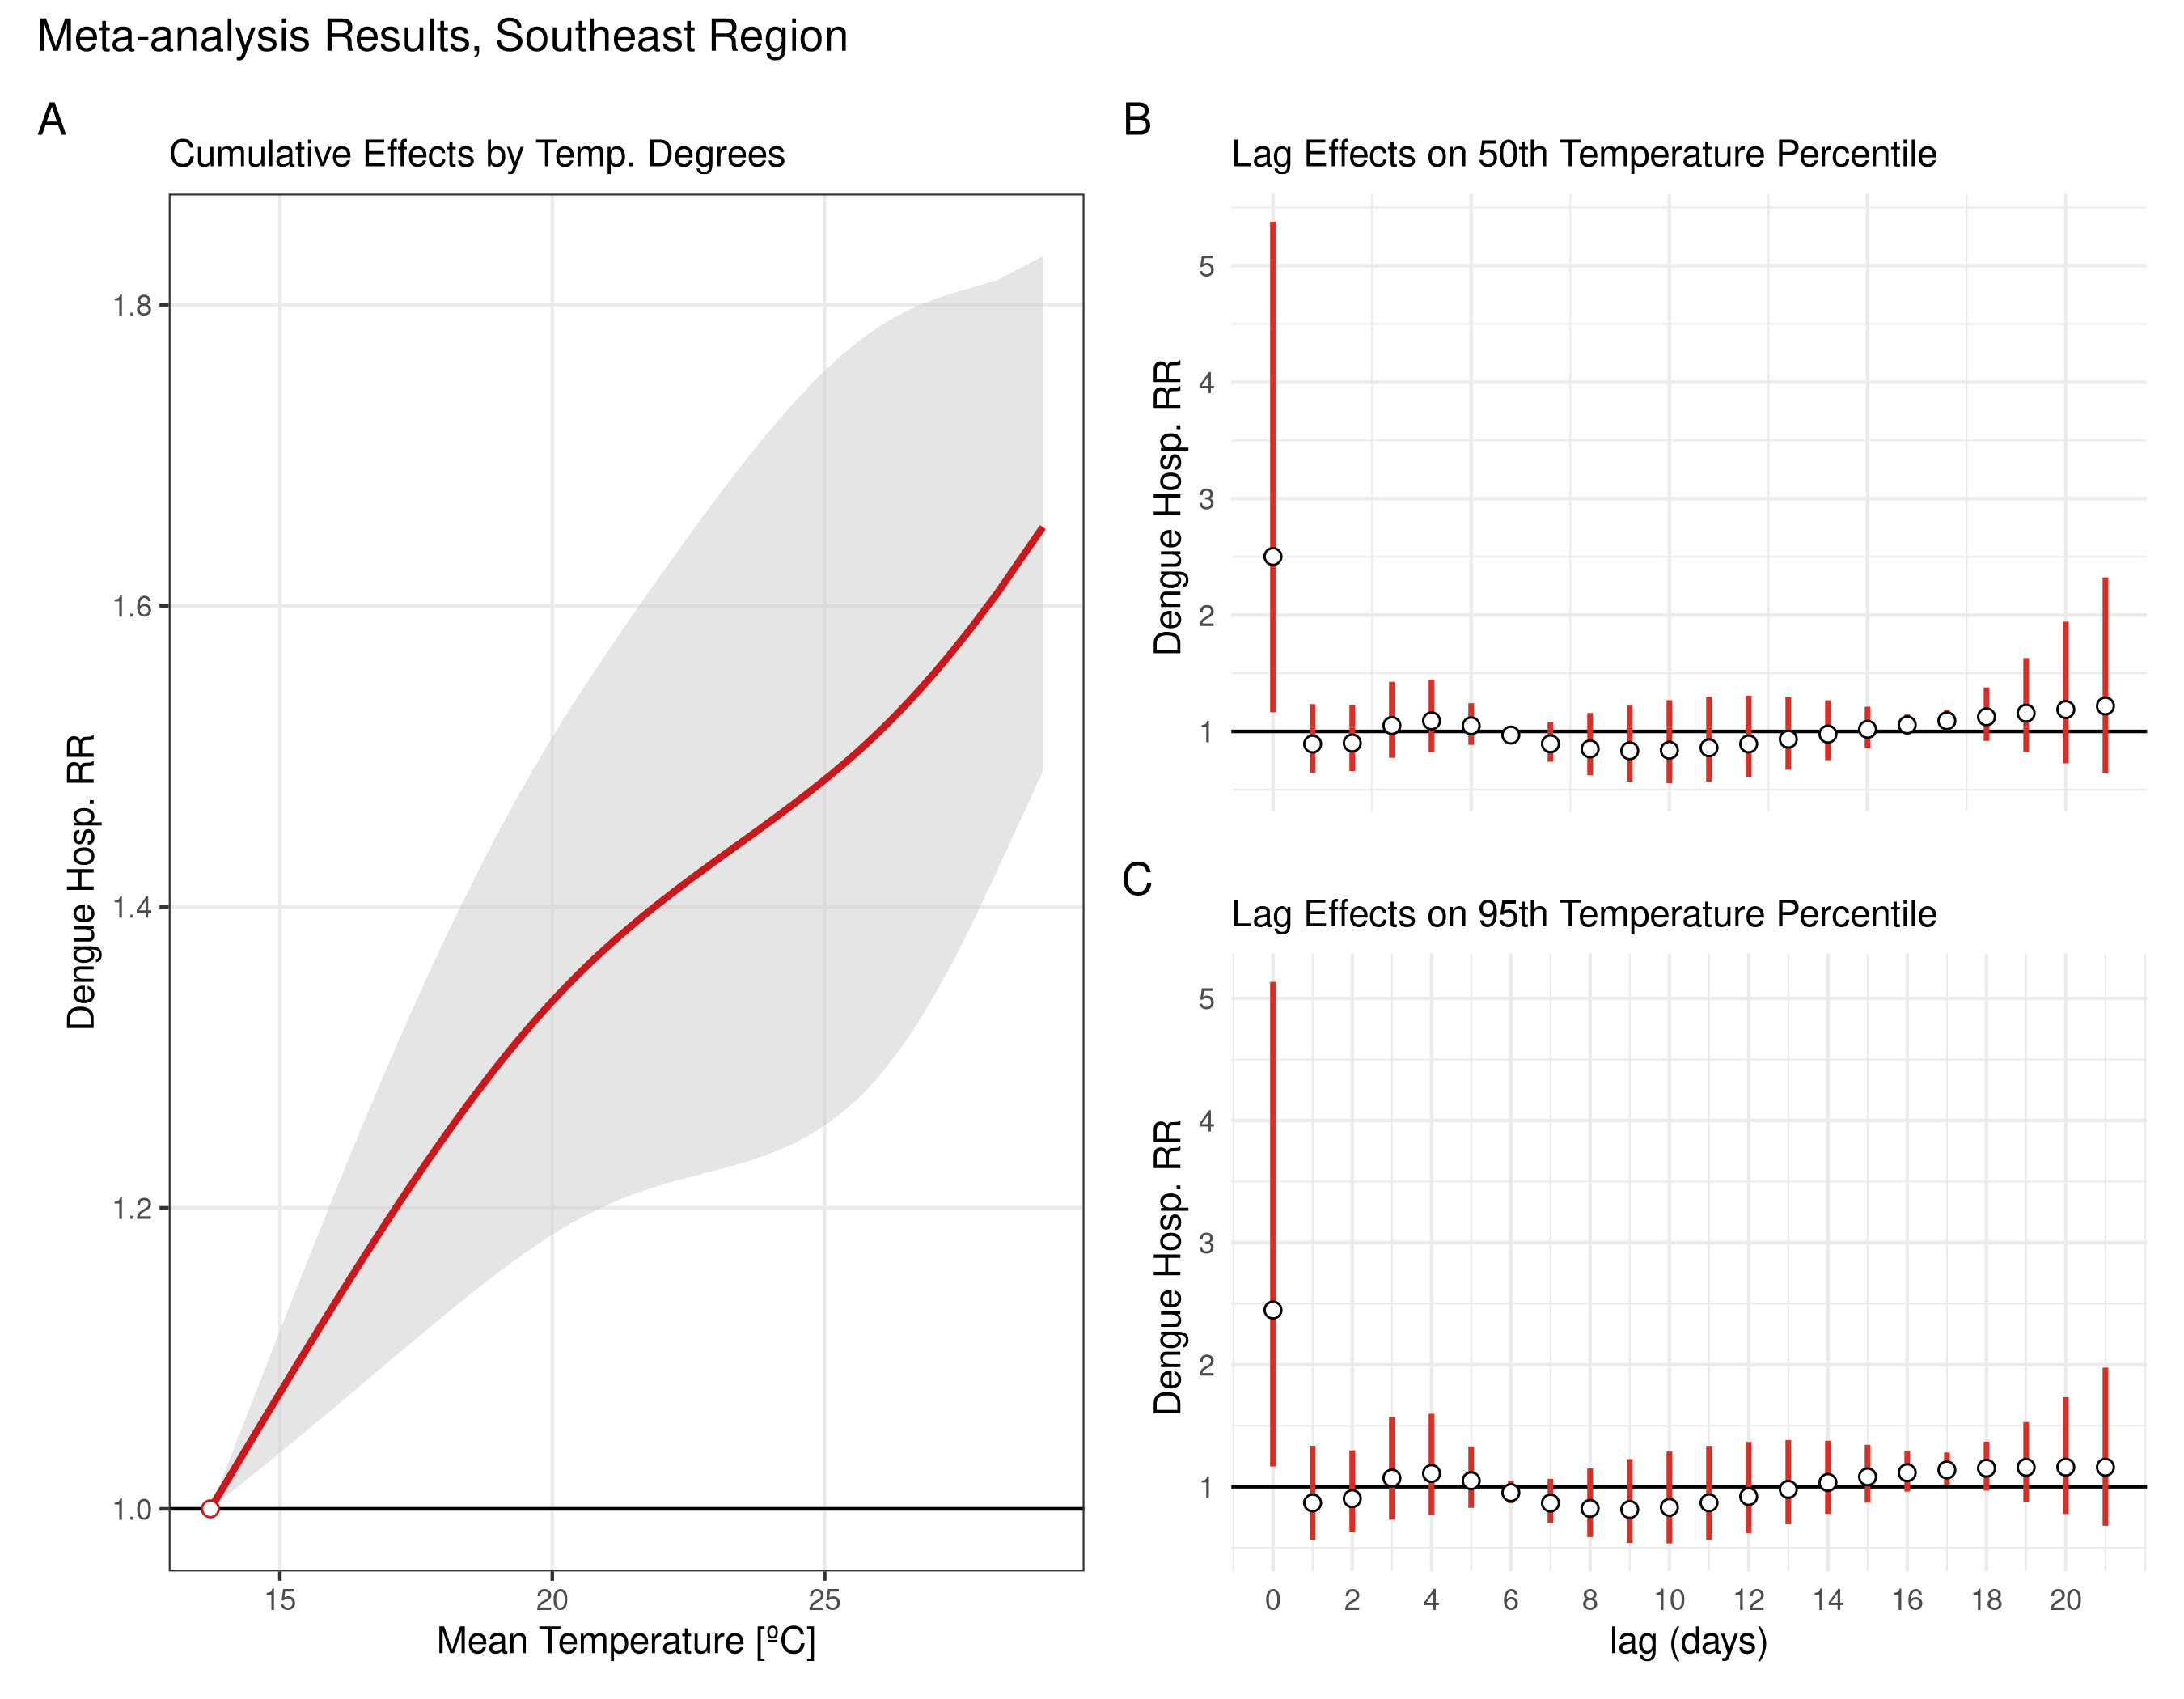 Meta-analysis Results, Southeast Region
A
Cumulative Effects by Temp. Degrees
Dengue Hosp. RR
1.8
1.6
1.4
1.2
1.0
15 20 25
Mean Temperature [ºC]
B
Lag Effects on 50th Temperature Percentile
Dengue Hosp. RR
5
4
3
2
1
C
Lag Effects on 95th Temperature Percentile
Dengue Hosp. RR
5
4
3
2
1
0 2 4 6 8 10 12 14 16 18 20
lag (days)